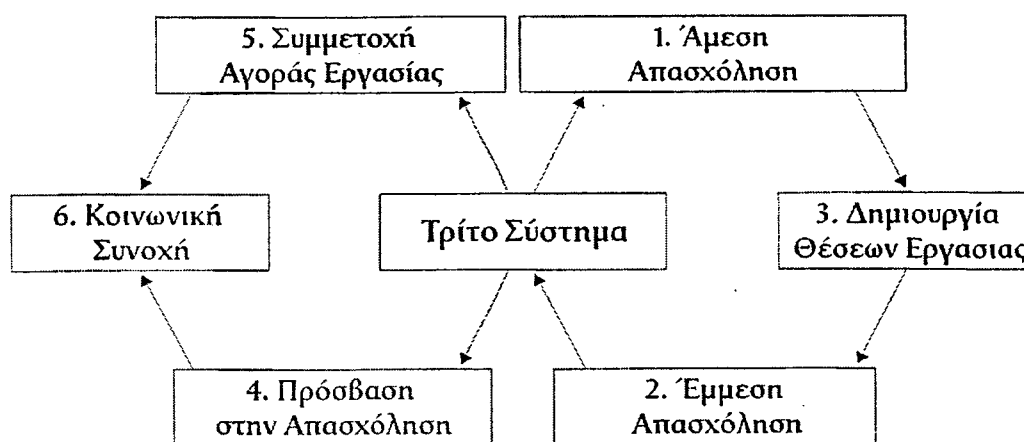 5. Συμμετοχή
Αγοράς Εργασίας
1. Άμεση
Απασχόληση
6. Κοινωνική
Συνοχή
Τρίτο Σύστημα
3. Δημιουργία
Θέσεων Εργασιας
4. Πρόσβαση
στην Απασχόληση
2. Έμμεση
Απασχόληση